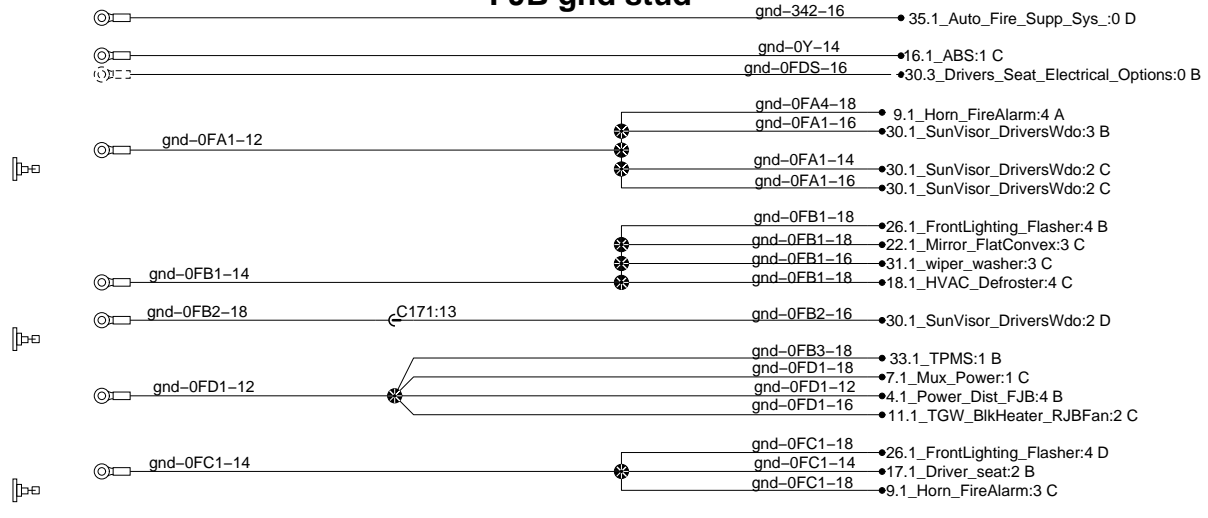 FJB gnd stud
gnd-342-16
35.1_Auto_Fire_Supp_Sys_:0 D
gnd-0Y-14
16.1_ABS:1 C
gnd-0FDS-16
30.3_Drivers_Seat_Electrical_Options:0 B
gnd-0FA4-18
9.1_Horn_FireAlarm:4 A
gnd-0FA1-16
30.1_SunVisor_DriversWdo:3 B
gnd-0FA1-12
gnd-0FA1-14
30.1_SunVisor_DriversWdo:2 C
gnd-0FA1-16
30.1_SunVisor_DriversWdo:2 C
gnd-0FB1-18
26.1_FrontLighting_Flasher:4 B
gnd-0FB1-18
22.1_Mirror_FlatConvex:3 C
gnd-0FB1-16
31.1_wiper_washer:3 C
gnd-0FB1-14
gnd-0FB1-18
18.1_HVAC_Defroster:4 C
gnd-0FB2-18
C171:13
gnd-0FB2-16
30.1_SunVisor_DriversWdo:2 D
gnd-0FB3-18
33.1_TPMS:1 B
gnd-0FD1-18
7.1_Mux_Power:1 C
gnd-0FD1-12
gnd-0FD1-12
4.1_Power_Dist_FJB:4 B
gnd-0FD1-16
11.1_TGW_BlkHeater_RJBFan:2 C
gnd-0FC1-18
26.1_FrontLighting_Flasher:4 D
gnd-0FC1-14
gnd-0FC1-14
17.1_Driver_seat:2 B
gnd-0FC1-18
9.1_Horn_FireAlarm:3 C